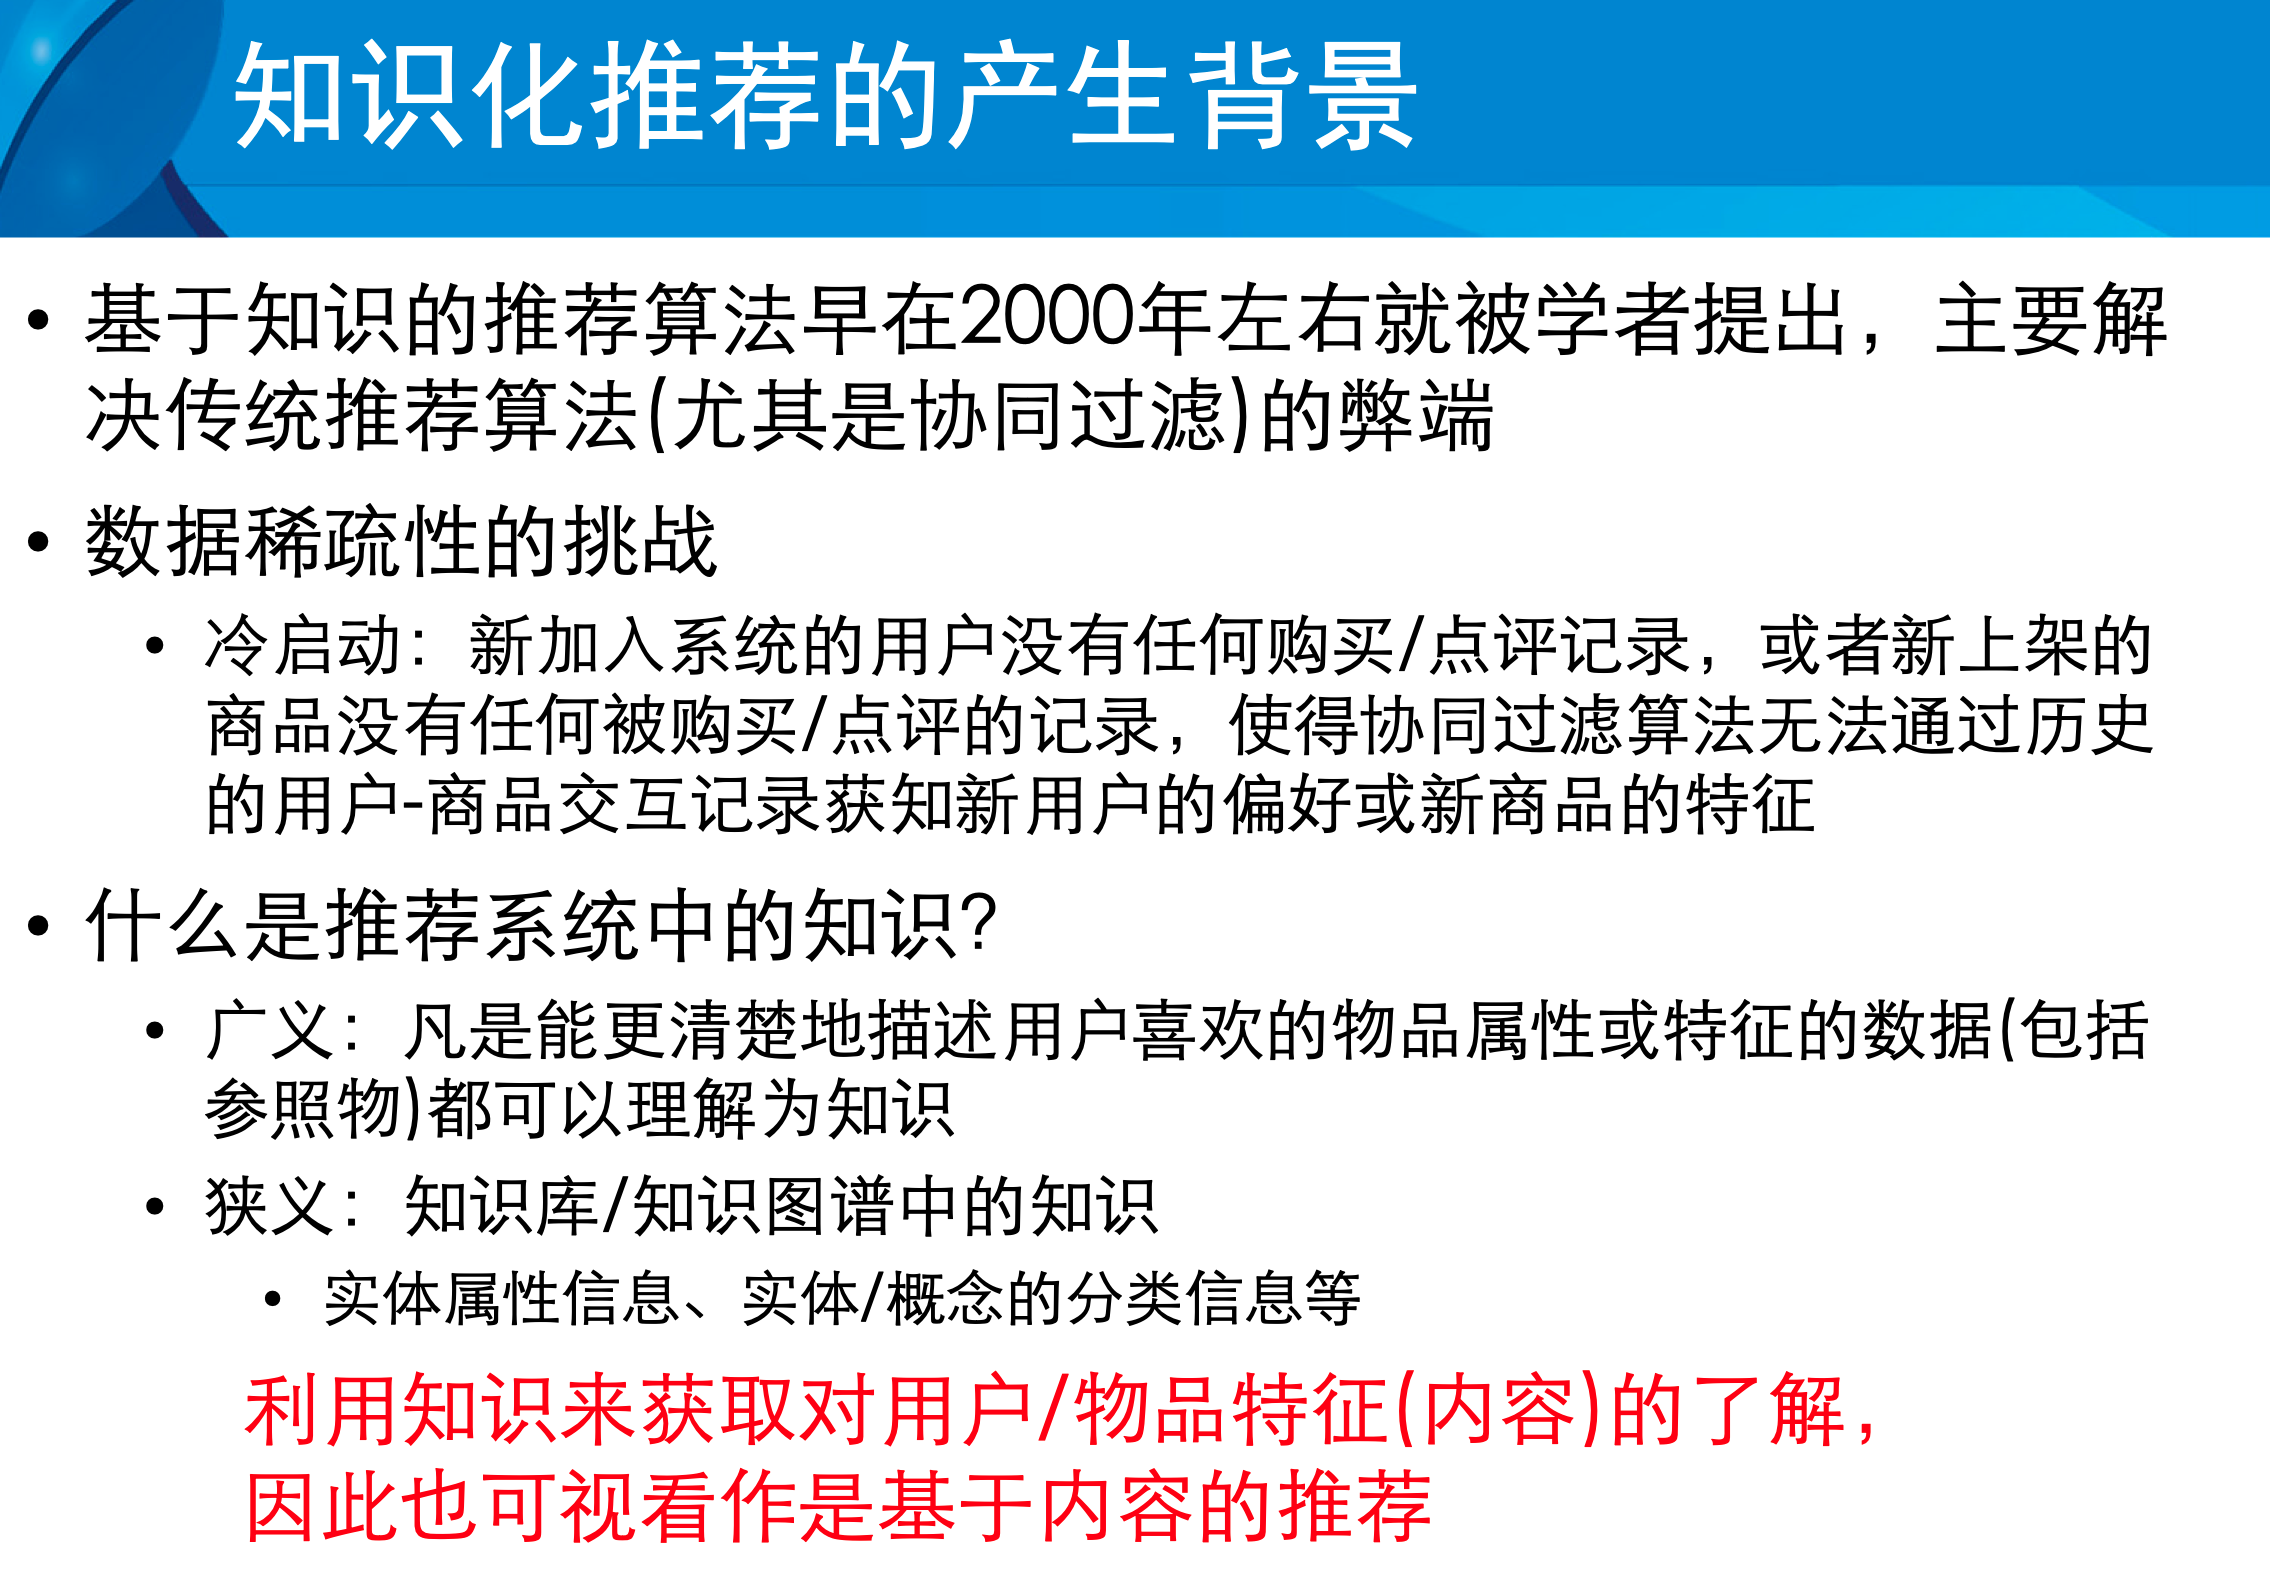 知识化推荐的产生背景
• 基于知识的推荐算法早在2000年左右就被学者提出，主要解
决传统推荐算法(尤其是协同过滤)的弊端
• 数据稀疏性的挑战
• 冷启动：新加入系统的用户没有任何购买/点评记录，或者新上架的
商品没有任何被购买/点评的记录，使得协同过滤算法无法通过历史
的用户-商品交互记录获知新用户的偏好或新商品的特征
• 什么是推荐系统中的知识?
• 广义：凡是能更清楚地描述用户喜欢的物品属性或特征的数据(包括
参照物)都可以理解为知识
• 狭义：知识库/知识图谱中的知识
• 实体属性信息、实体/概念的分类信息等
利用知识来获取对用户/物品特征(内容)的了解，
因此也可视看作是基于内容的推荐